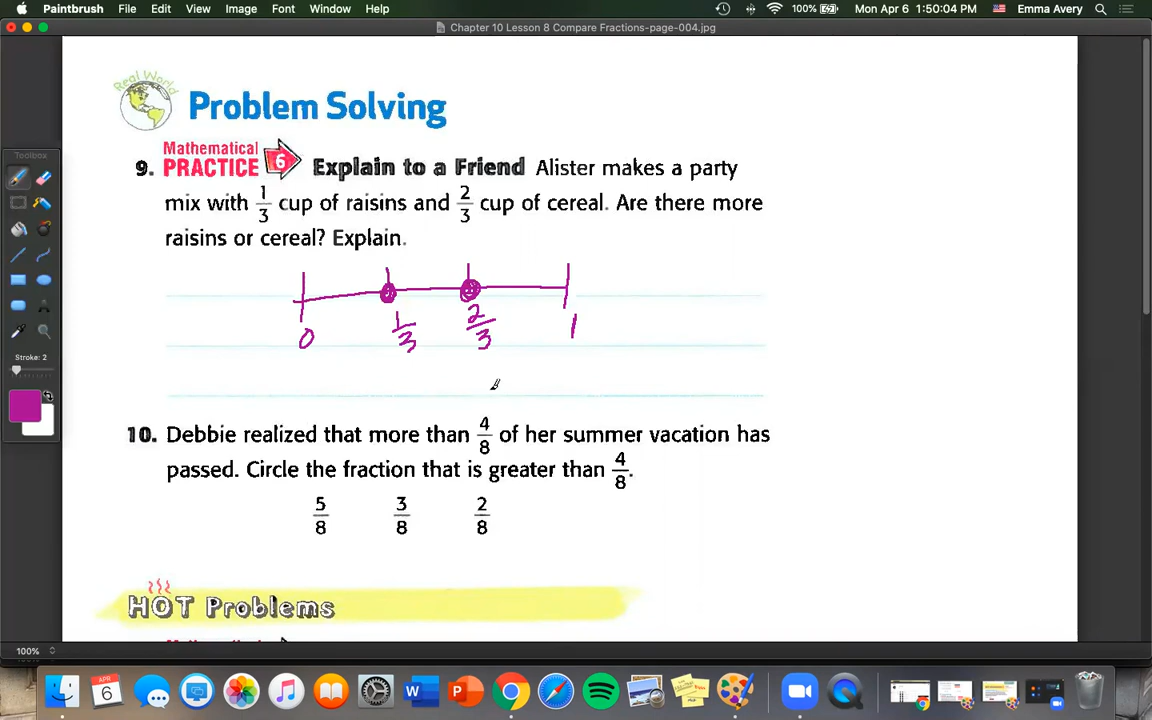 Paintbrush File Edit View Image Font Window Help 100% Mon Apr 6 1:50:04 PM Emma Avery
Chapter 10 Lesson 8 Compare Fractions-page-004.jpg
Real World
Problem Solving
Mathematical
9. PRACTICE 6 Explain to a Friend Alister makes a party
mix with 1/3 cup of raisins and 2/3 cup of cereal. Are there more
raisins or cereal? Explain.
0 1/3 2/3 1
10. Debbie realized that more than 4/8 of her summer vacation has
passed. Circle the fraction that is greater than 4/8.
5/8 3/8 2/8
HOT Problems
Toolbox
Stroke: 2
100%
APR
6
W P